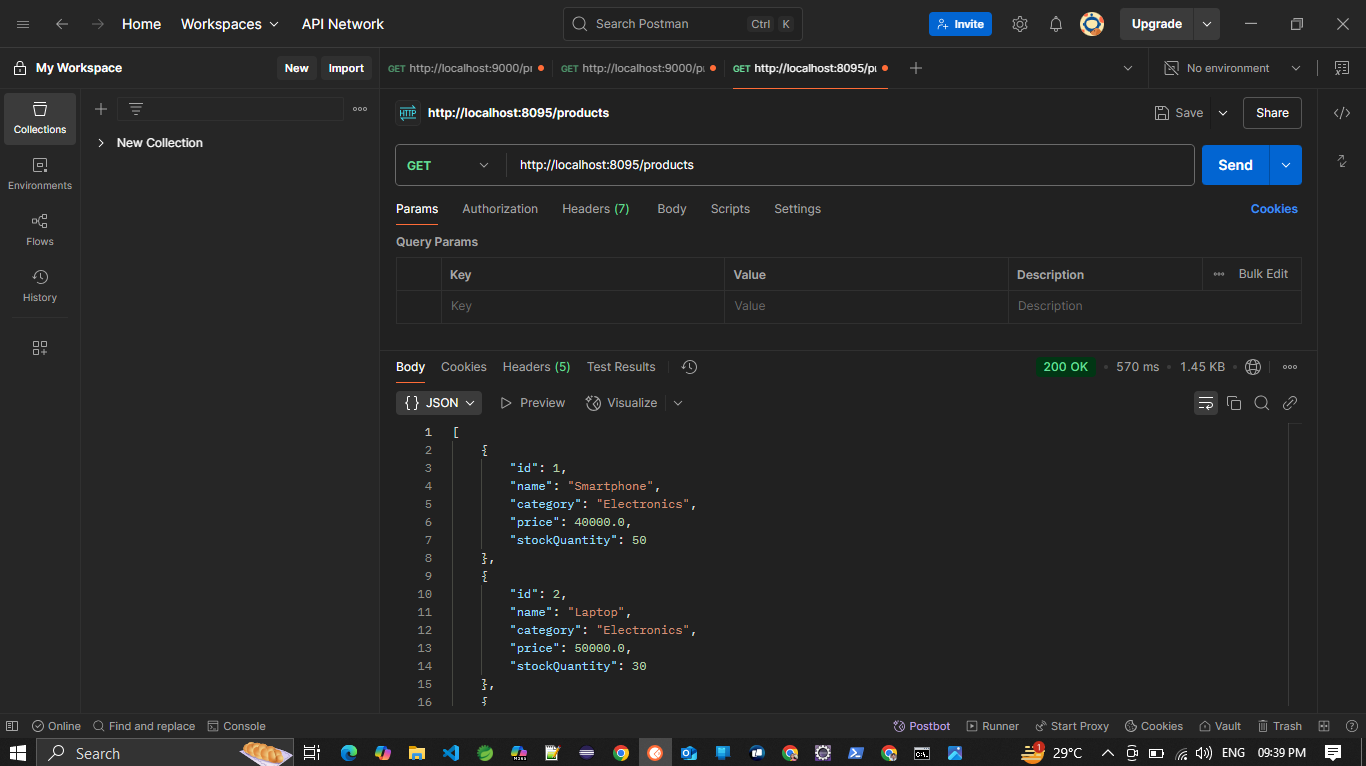 Home Workspaces API Network Search Postman Ctrl K Invite Upgrade
My Workspace New Import GET http://localhost:9000/pr GET http://localhost:9000/pr GET http://localhost:8095/pr No environment
Collections
Environments
Flows
History
New Collection
HTTP http://localhost:8095/products Save Share
GET http://localhost:8095/products Send
Params Authorization Headers (7) Body Scripts Settings Cookies
Query Params
Key Value Description Bulk Edit
Key Value Description
Body Cookies Headers (5) Test Results 200 OK 570 ms 1.45 KB
{} JSON Preview Visualize
1 [
2 {
3 "id": 1,
4 "name": "Smartphone",
5 "category": "Electronics",
6 "price": 40000.0,
7 "stockQuantity": 50
8 },
9 {
10 "id": 2,
11 "name": "Laptop",
12 "category": "Electronics",
13 "price": 50000.0,
14 "stockQuantity": 30
15 },
16 {
Online Find and replace Console Postbot Runner Start Proxy Cookies Vault Trash
Search 1 29°C ENG 09:39 PM